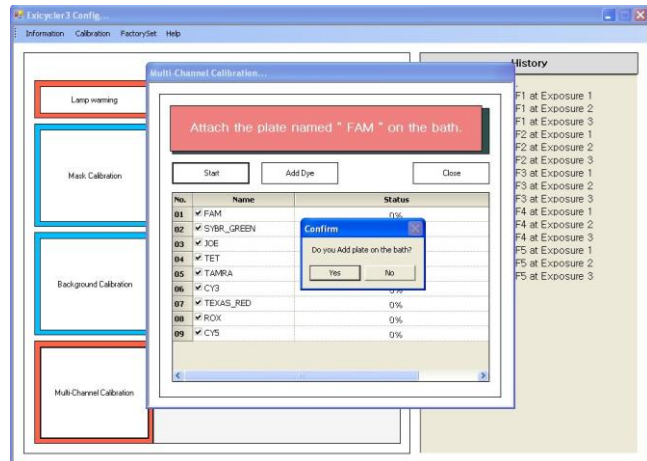 Exicycler3 Config...
Information Calibration FactorySet Help
History
Multi-Channel Calibration...
Lamp warming
Mask Calibration
Background Calibration
Multi-Channel Calibration
Attach the plate named " FAM " on the bath.
Start Add Dye Close
No. Name Status
01 FAM 0%
02 SYBR_GREEN
03 JOE
04 TET
05 TAMRA
06 CY3 0%
07 TEXAS_RED 0%
08 ROX 0%
09 CY5 0%
Confirm
Do you Add plate on the bath?
Yes No
F1 at Exposure 1
F1 at Exposure 2
F1 at Exposure 3
F2 at Exposure 1
F2 at Exposure 2
F2 at Exposure 3
F3 at Exposure 1
F3 at Exposure 2
F3 at Exposure 3
F4 at Exposure 1
F4 at Exposure 2
F4 at Exposure 3
F5 at Exposure 1
F5 at Exposure 2
F5 at Exposure 3